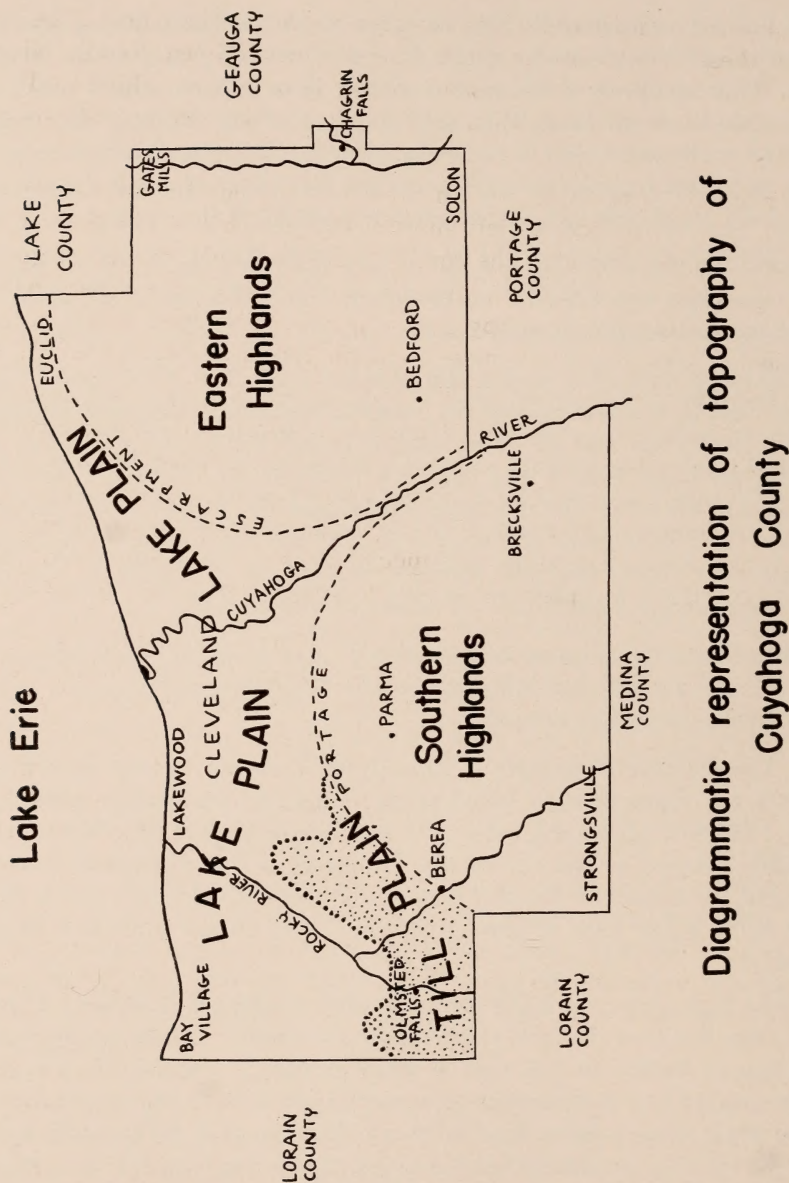 Lake Erie
LAKE
COUNTY
GEAUGA
COUNTY
EUCLID
GATES
MILLS
CHAGRIN
FALLS
LAKE PLAIN
ESCARPMENT
Eastern
Highlands
BEDFORD
SOLON
PORTAGE
COUNTY
BAY
VILLAGE
LAKEWOOD
CLEVELAND
LAKE PLAIN
CUYAHOGA
RIVER
ROCKY
RIVER
PORTAGE
PARMA
Southern
Highlands
BRECKSVILLE
OLMSTED
FALLS
TILL PLAIN
BEREA
STRONGSVILLE
LORAIN
COUNTY
LORAIN
COUNTY
MEDINA
COUNTY
Diagrammatic representation of topography of
Cuyahoga County